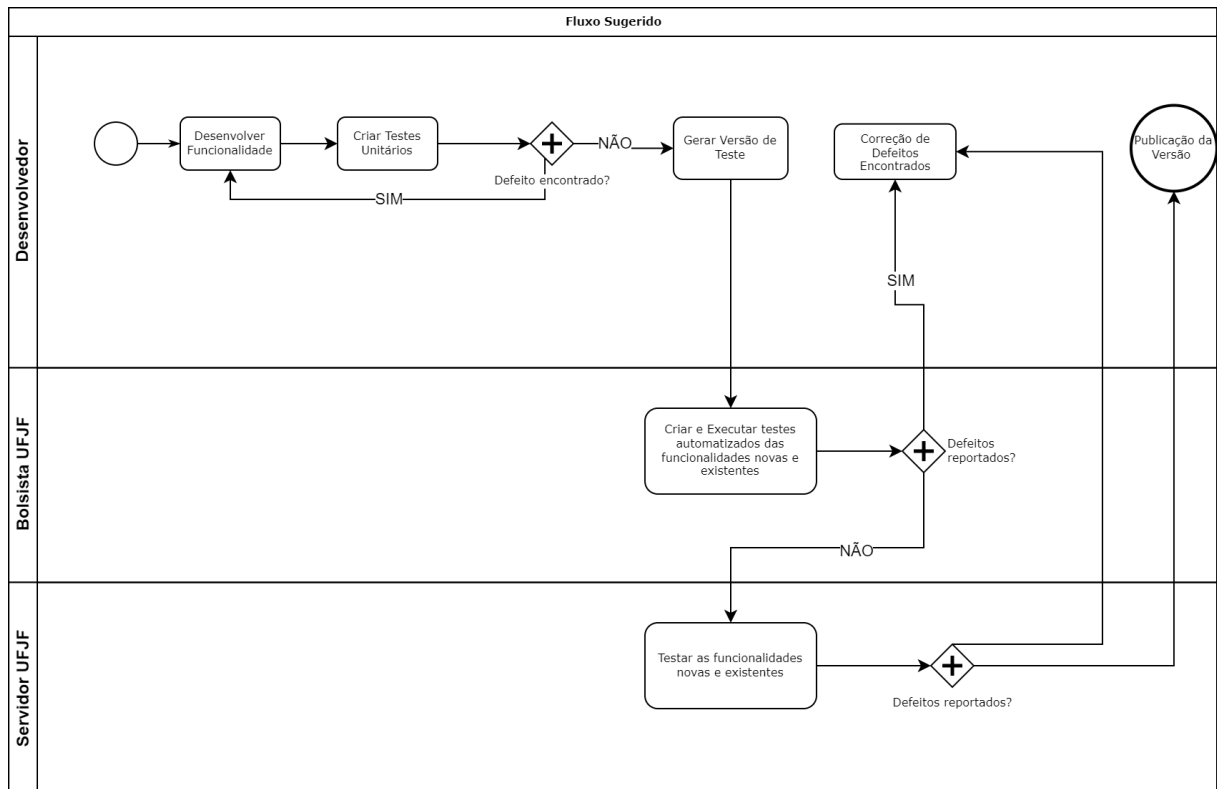 Fluxo Sugerido
Desenvolvedor
Desenvolver
Funcionalidade
Criar Testes
Unitários
Defeito encontrado?
NÃO
SIM
Gerar Versão de
Teste
Correção de
Defeitos
Encontrados
Publicação da
Versão
SIM
Bolsista UFJF
Criar e Executar testes
automatizados das
funcionalidades novas e
existentes
Defeitos
reportados?
NÃO
Servidor UFJF
Testar as funcionalidades
novas e existentes
Defeitos reportados?